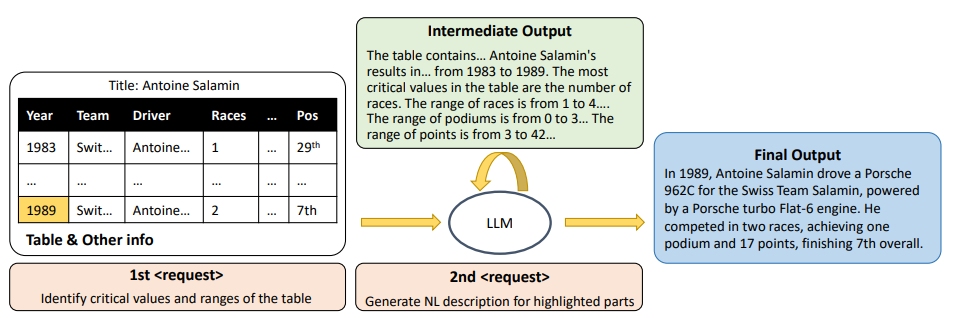 Title: Antoine Salamin
Year Team Driver Races ... Pos
1983 Swit... Antoine... 1 ... 29th
... ... ... ... ... ...
1989 Swit... Antoine... 2 ... 7th
Table & Other info
1st <request>
Identify critical values and ranges of the table
Intermediate Output
The table contains... Antoine Salamin's
results in... from 1983 to 1989. The most
critical values in the table are the number of
races. The range of races is from 1 to 4....
The range of podiums is from 0 to 3... The
range of points is from 3 to 42...
LLM
2nd <request>
Generate NL description for highlighted parts
Final Output
In 1989, Antoine Salamin drove a Porsche
962C for the Swiss Team Salamin, powered
by a Porsche turbo Flat-6 engine. He
competed in two races, achieving one
podium and 17 points, finishing 7th overall.